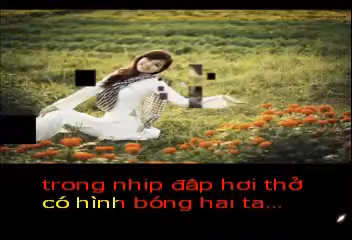 trong nhịp đập hơi thở
có hình bóng hai ta...